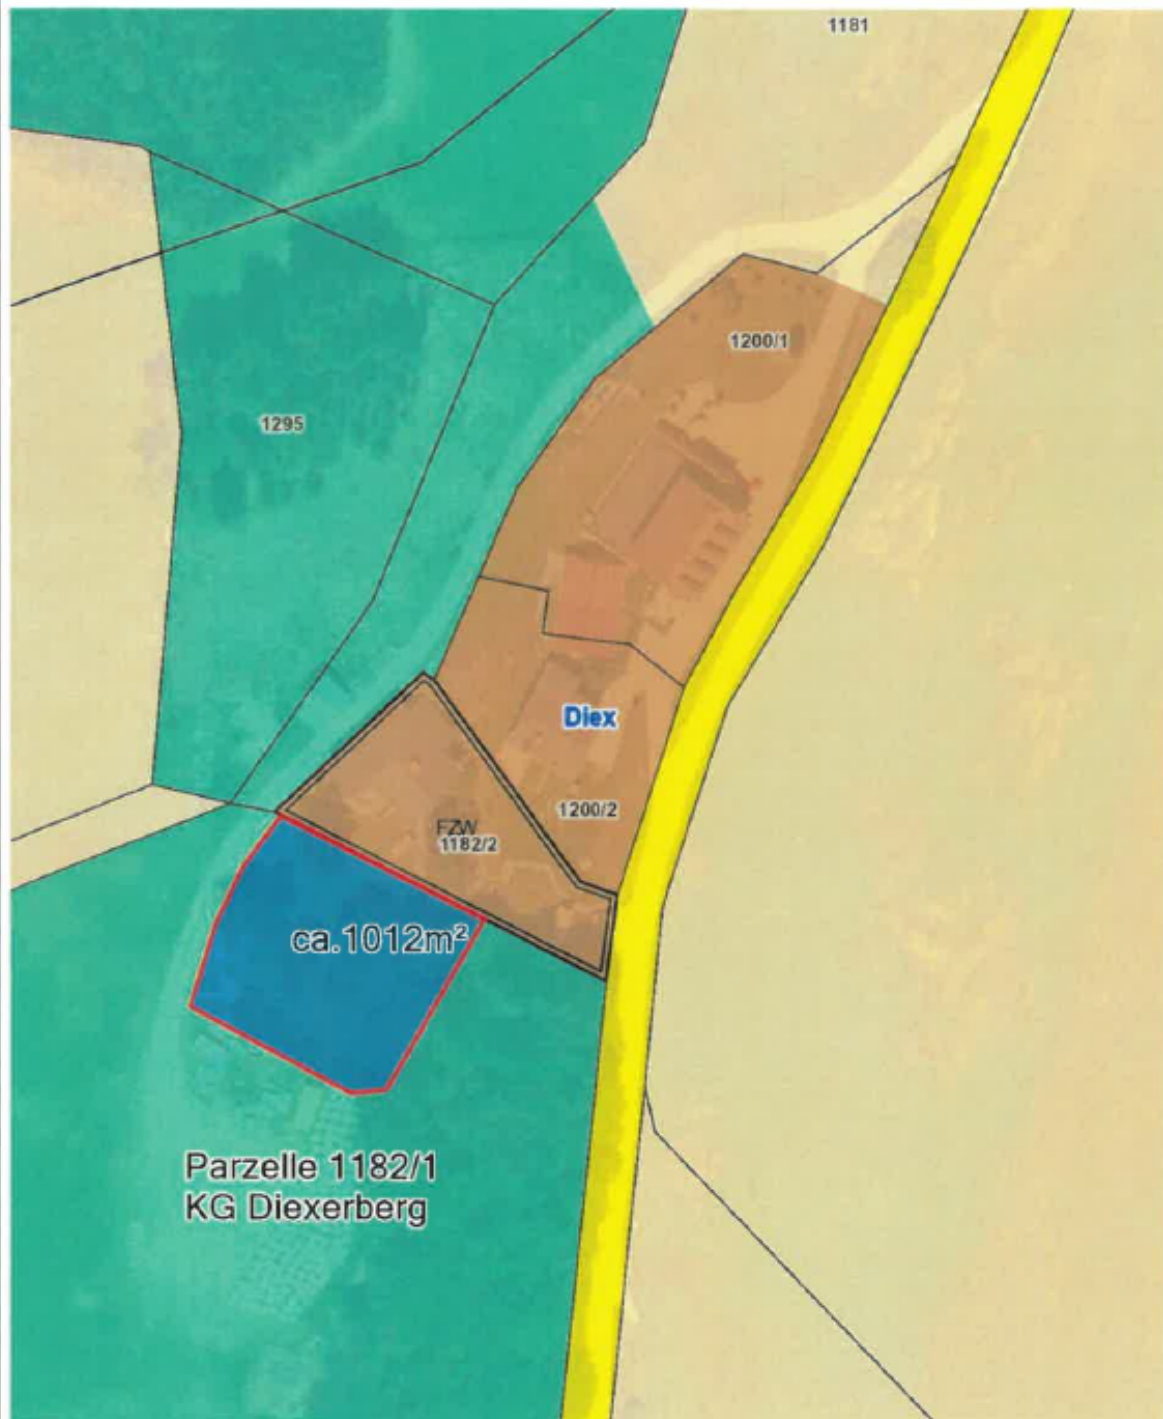 1181
1200/1
1295
Diex
1200/2
FZW
1182/2
ca.1012m²
Parzelle 1182/1
KG Diexerberg